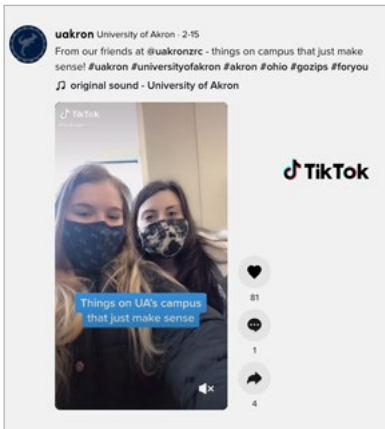 uakron University of Akron · 2-15
From our friends at @uakronzrc - things on campus that just make
sense! #uakron #universityofakron #akron #ohio #gozips #foryou
original sound - University of Akron
TikTok
TikTok
Things on UA's campus
that just make sense
81
1
4